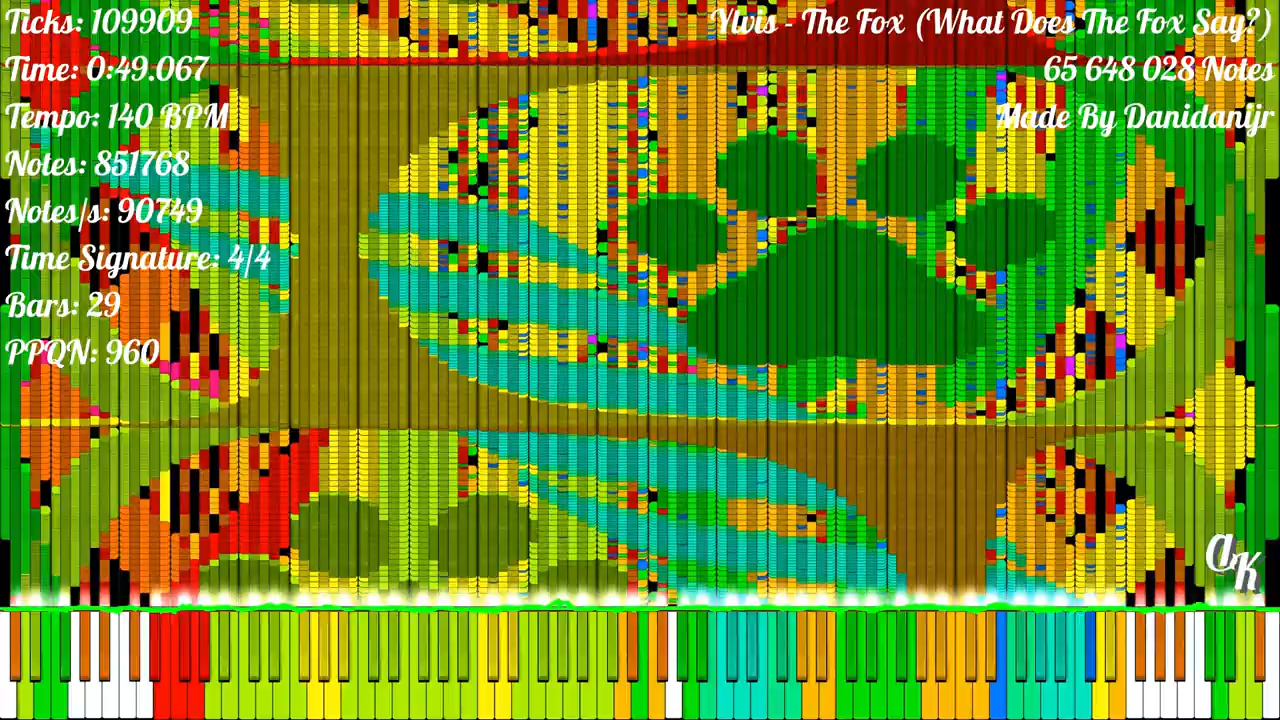 Ticks: 109909
Time: 0:49.067
Tempo: 140 BPM
Notes: 851768
Notes/s: 90749
Time Signature: 4/4
Bars: 29
PPQN: 960
Ylvis - The Fox (What Does The Fox Say?)
65 648 028 Notes
Made By Danidanijr
aK